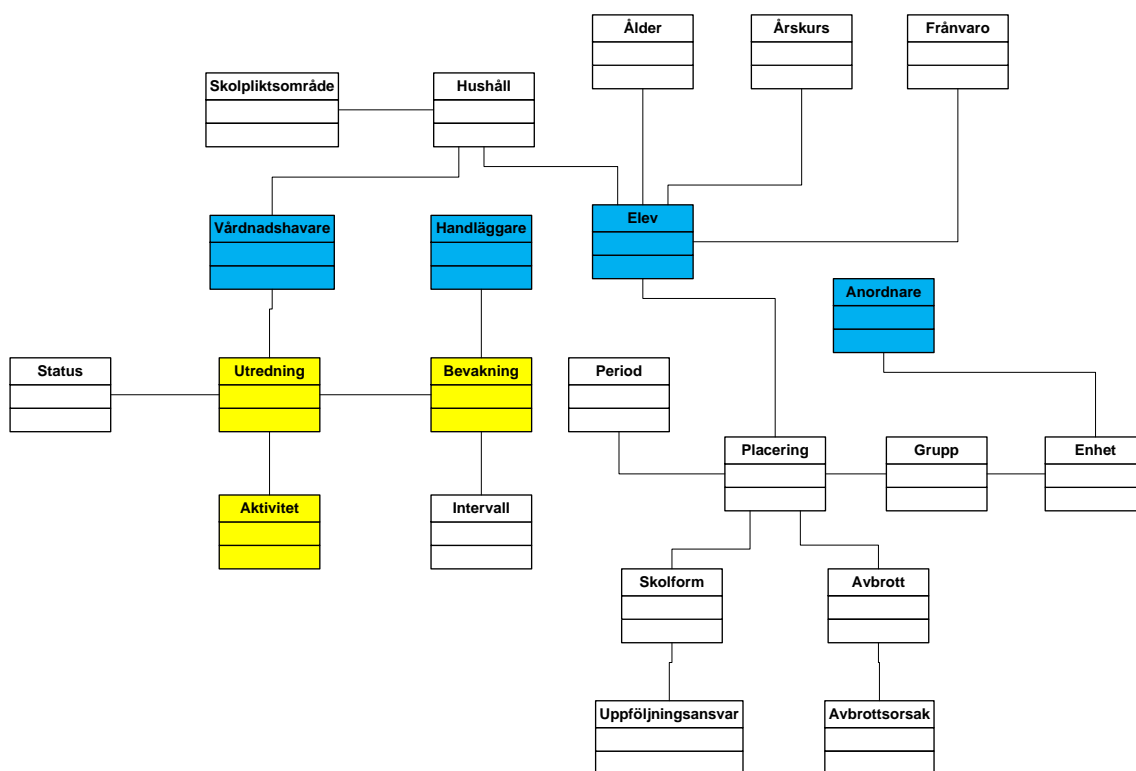 Ålder
Årskurs
Frånvaro
Skolpliktsområde
Hushåll
Vårdnadshavare
Handläggare
Elev
Anordnare
Status
Utredning
Bevakning
Period
Placering
Grupp
Enhet
Aktivitet
Intervall
Skolform
Avbrott
Uppföljningsansvar
Avbrottsorsak